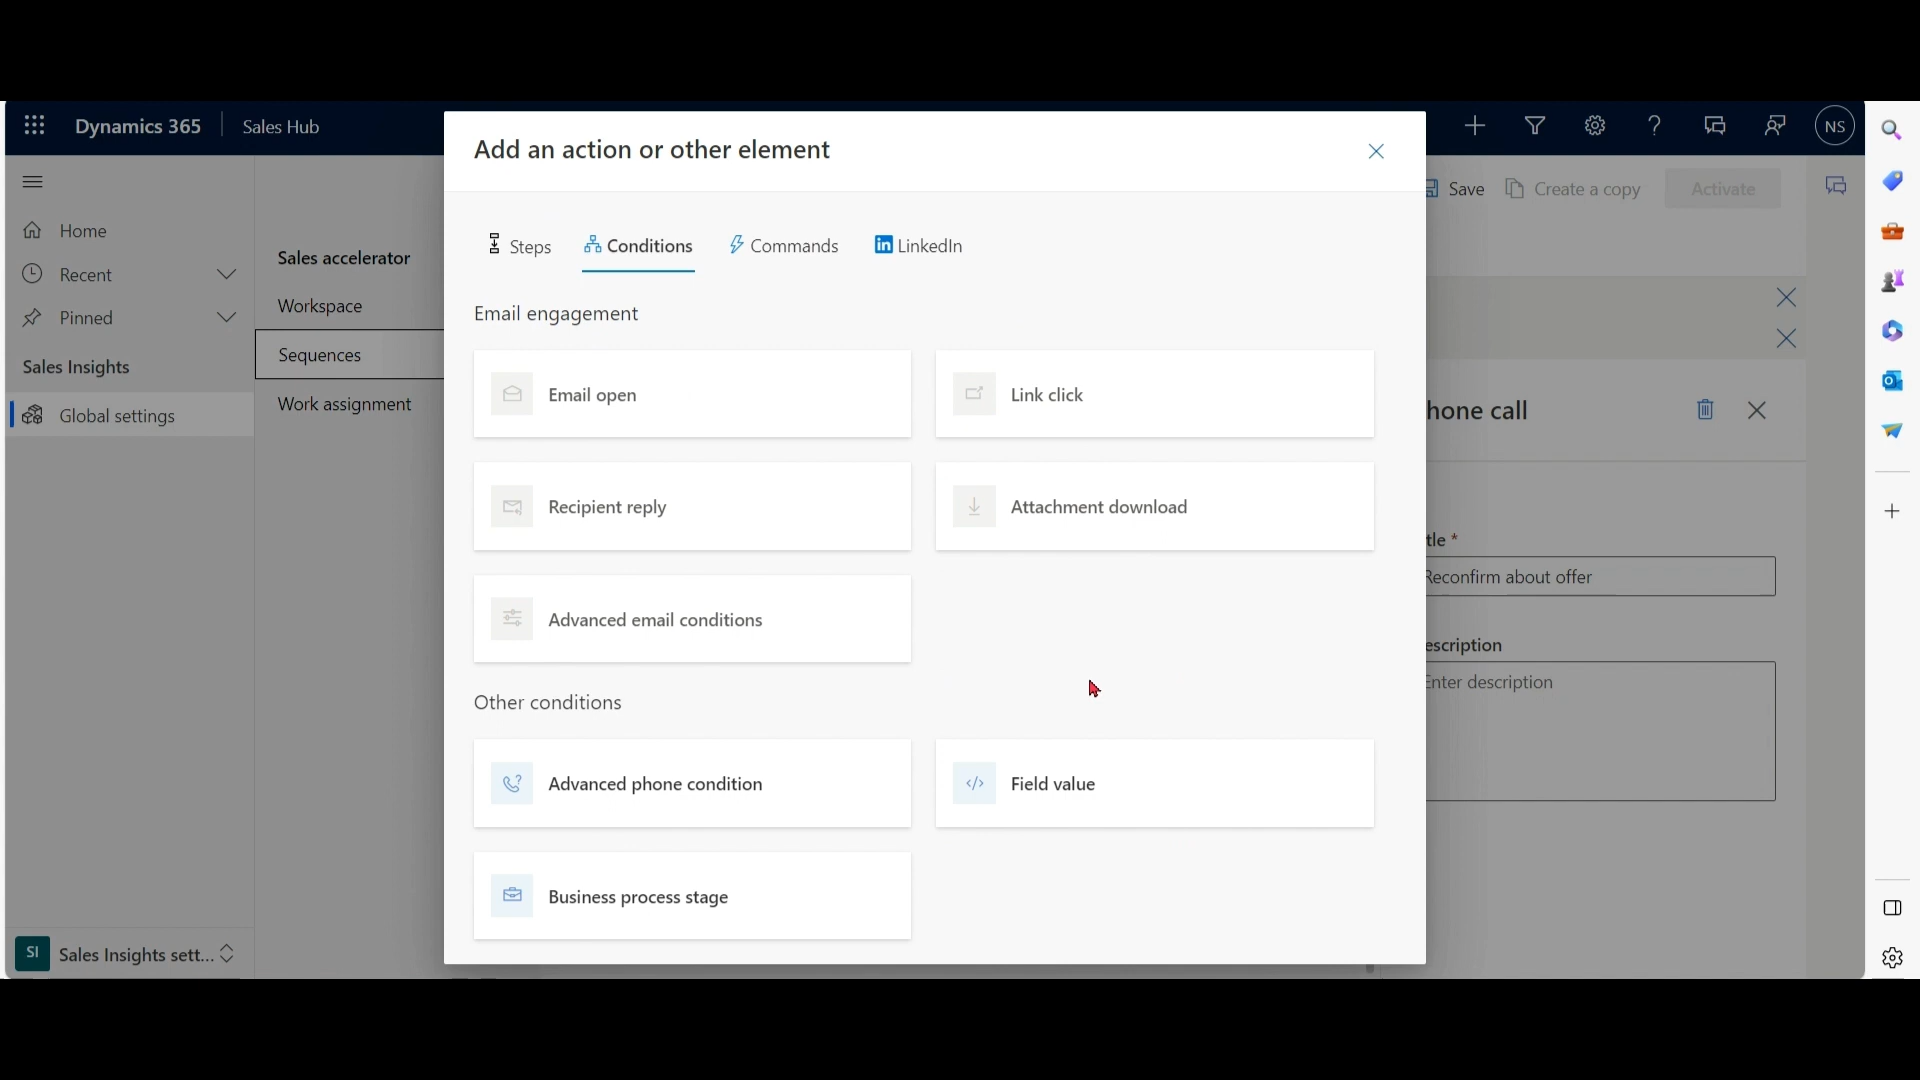 Dynamics 365
Sales Hub
NS
Home
Recent
Pinned
Sales Insights
Global settings
SI
Sales Insights sett...
Sales accelerator
Workspace
Sequences
Work assignment
Add an action or other element
Steps
Conditions
Commands
LinkedIn
Email engagement
Email open
Link click
Recipient reply
Attachment download
Advanced email conditions
Other conditions
Advanced phone condition
Field value
Business process stage
Save
Create a copy
Activate
hone call
tle *
Reconfirm about offer
escription
Enter description